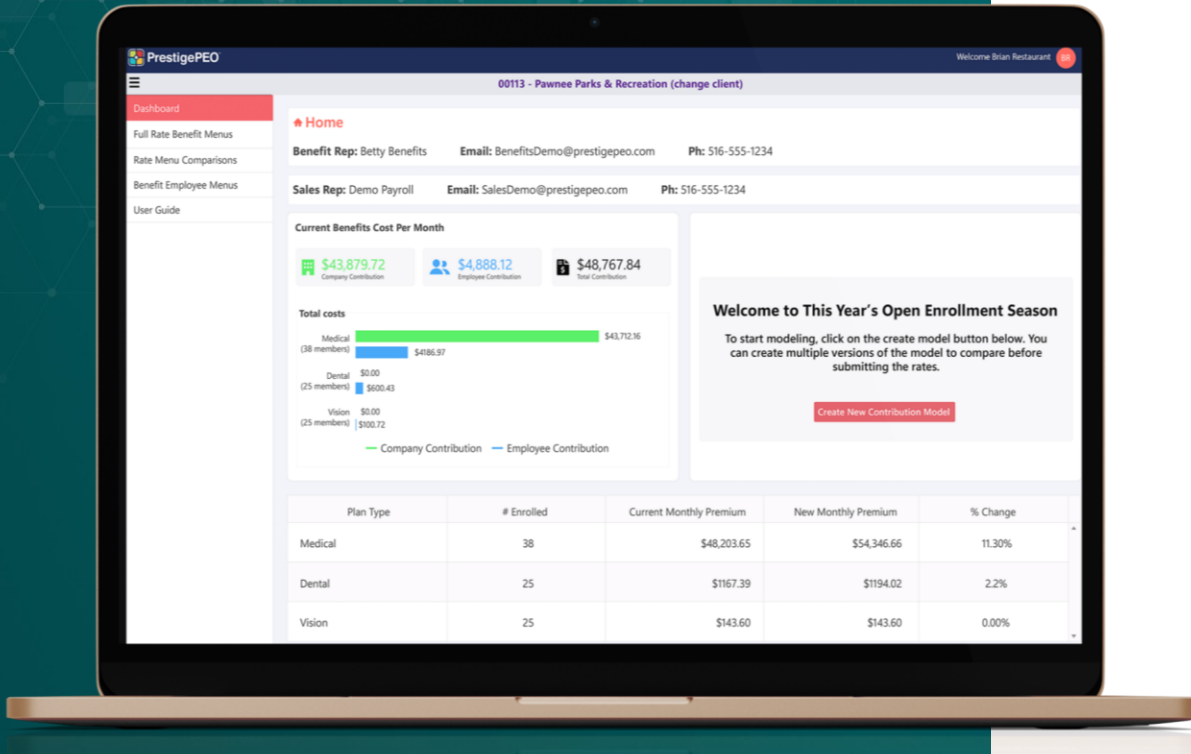 PrestigePEO
Welcome Brian Restaurant BR
00113 - Pawnee Parks & Recreation (change client)
Dashboard
Full Rate Benefit Menus
Rate Menu Comparisons
Benefit Employee Menus
User Guide
Home
Benefit Rep: Betty Benefits Email: BenefitsDemo@prestigepeo.com Ph: 516-555-1234
Sales Rep: Demo Payroll Email: SalesDemo@prestigepeo.com Ph: 516-555-1234
Current Benefits Cost Per Month
$43,879.72
Company Contribution
$4,888.12
Employee Contribution
$48,767.84
Total Contribution
Total costs
Medical
(38 members)
$43,712.16
$4186.97
Dental
(25 members)
$0.00
$600.43
Vision
(25 members)
$0.00
$100.72
Company Contribution Employee Contribution
Welcome to This Year's Open Enrollment Season
To start modeling, click on the create model button below. You
can create multiple versions of the model to compare before
submitting the rates.
Create New Contribution Model
Plan Type # Enrolled Current Monthly Premium New Monthly Premium % Change
Medical 38 $48,203.65 $54,346.66 11.30%
Dental 25 $1167.39 $1194.02 2.2%
Vision 25 $143.60 $143.60 0.00%